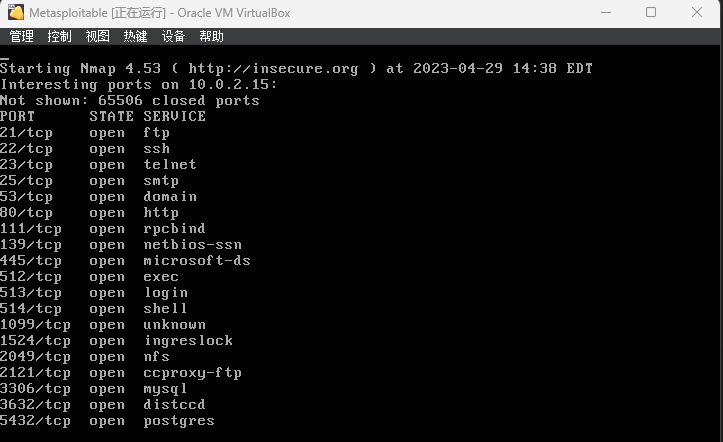 Metasploitable [正在运行] - Oracle VM VirtualBox
管理 控制 视图 热键 设备 帮助
Starting Nmap 4.53 ( http://insecure.org ) at 2023-04-29 14:38 EDT
Interesting ports on 10.0.2.15:
Not shown: 65506 closed ports
PORT STATE SERVICE
21/tcp open ftp
22/tcp open ssh
23/tcp open telnet
25/tcp open smtp
53/tcp open domain
80/tcp open http
111/tcp open rpcbind
139/tcp open netbios-ssn
445/tcp open microsoft-ds
512/tcp open exec
513/tcp open login
514/tcp open shell
1099/tcp open unknown
1524/tcp open ingreslock
2049/tcp open nfs
2121/tcp open ccproxy-ftp
3306/tcp open mysql
3632/tcp open distccd
5432/tcp open postgres